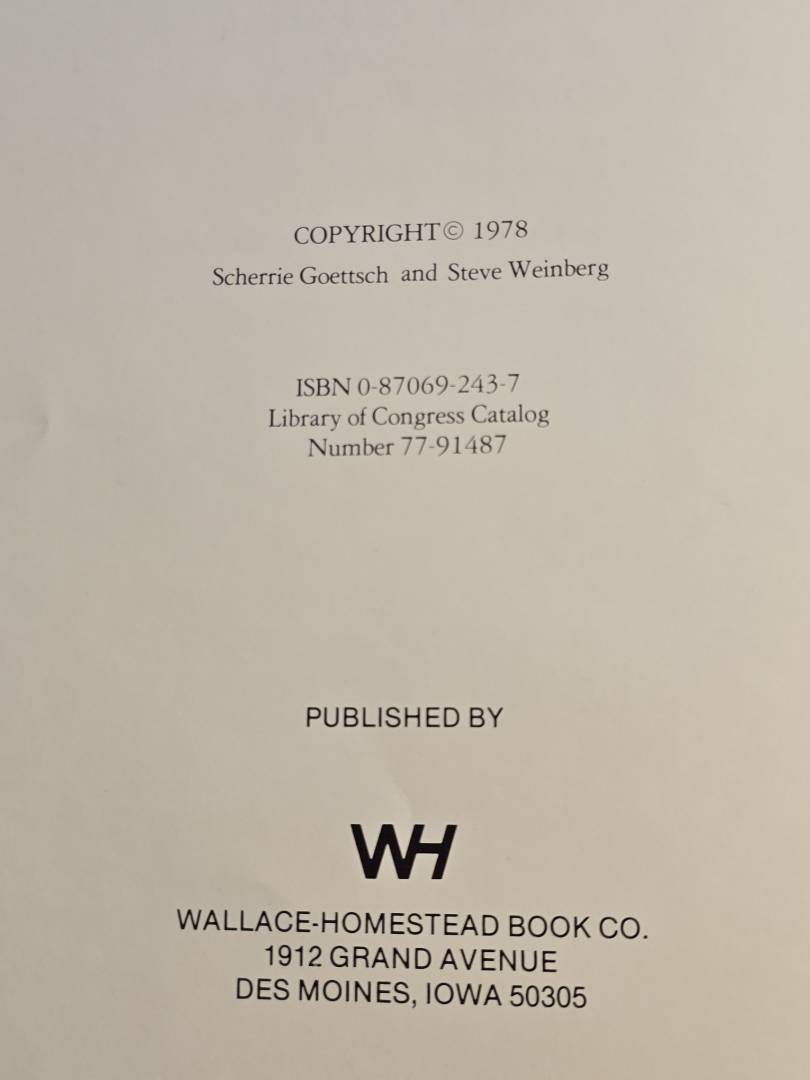 COPYRIGHT© 1978
Scherrie Goettsch and Steve Weinberg
ISBN 0-87069-243-7
Library of Congress Catalog
Number 77-91487
PUBLISHED BY
WH
WALLACE-HOMESTEAD BOOK CO.
1912 GRAND AVENUE
DES MOINES, IOWA 50305